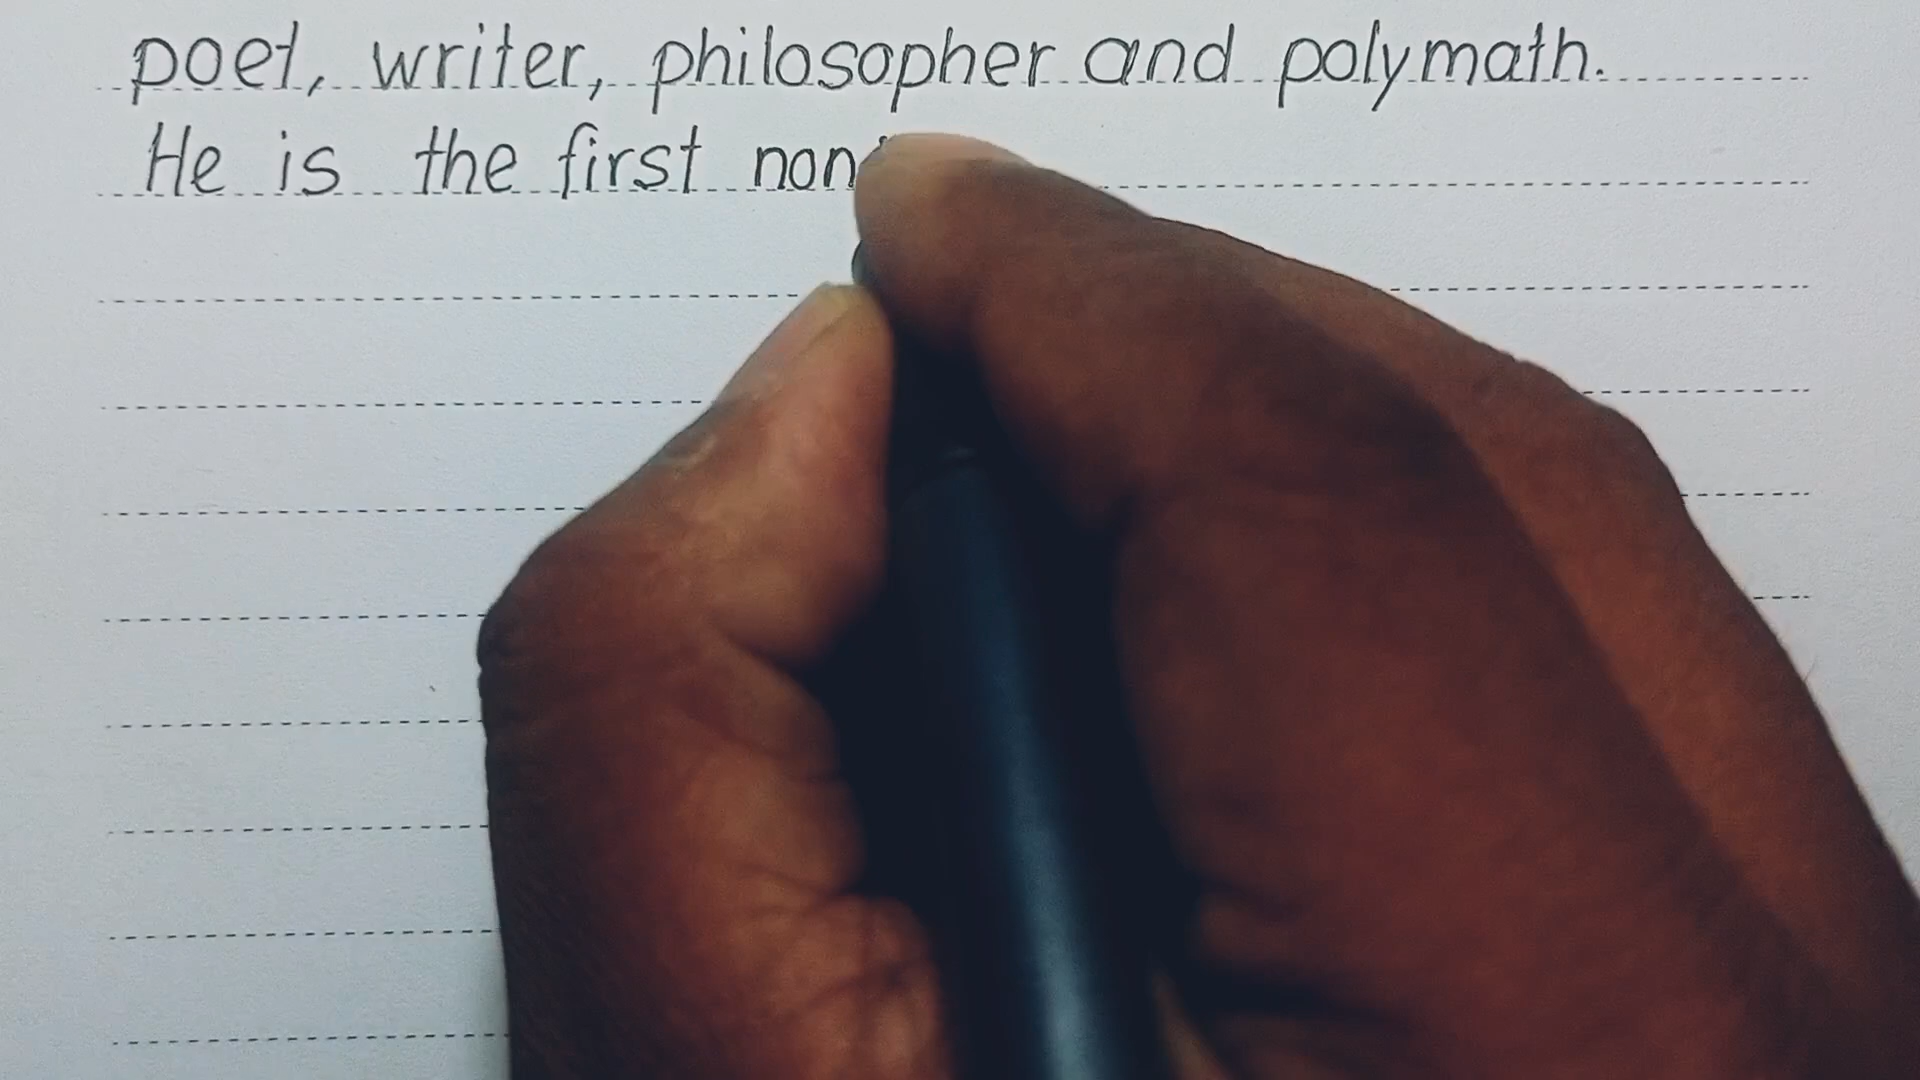 poet, writer, philosopher and polymath.
He is the first non